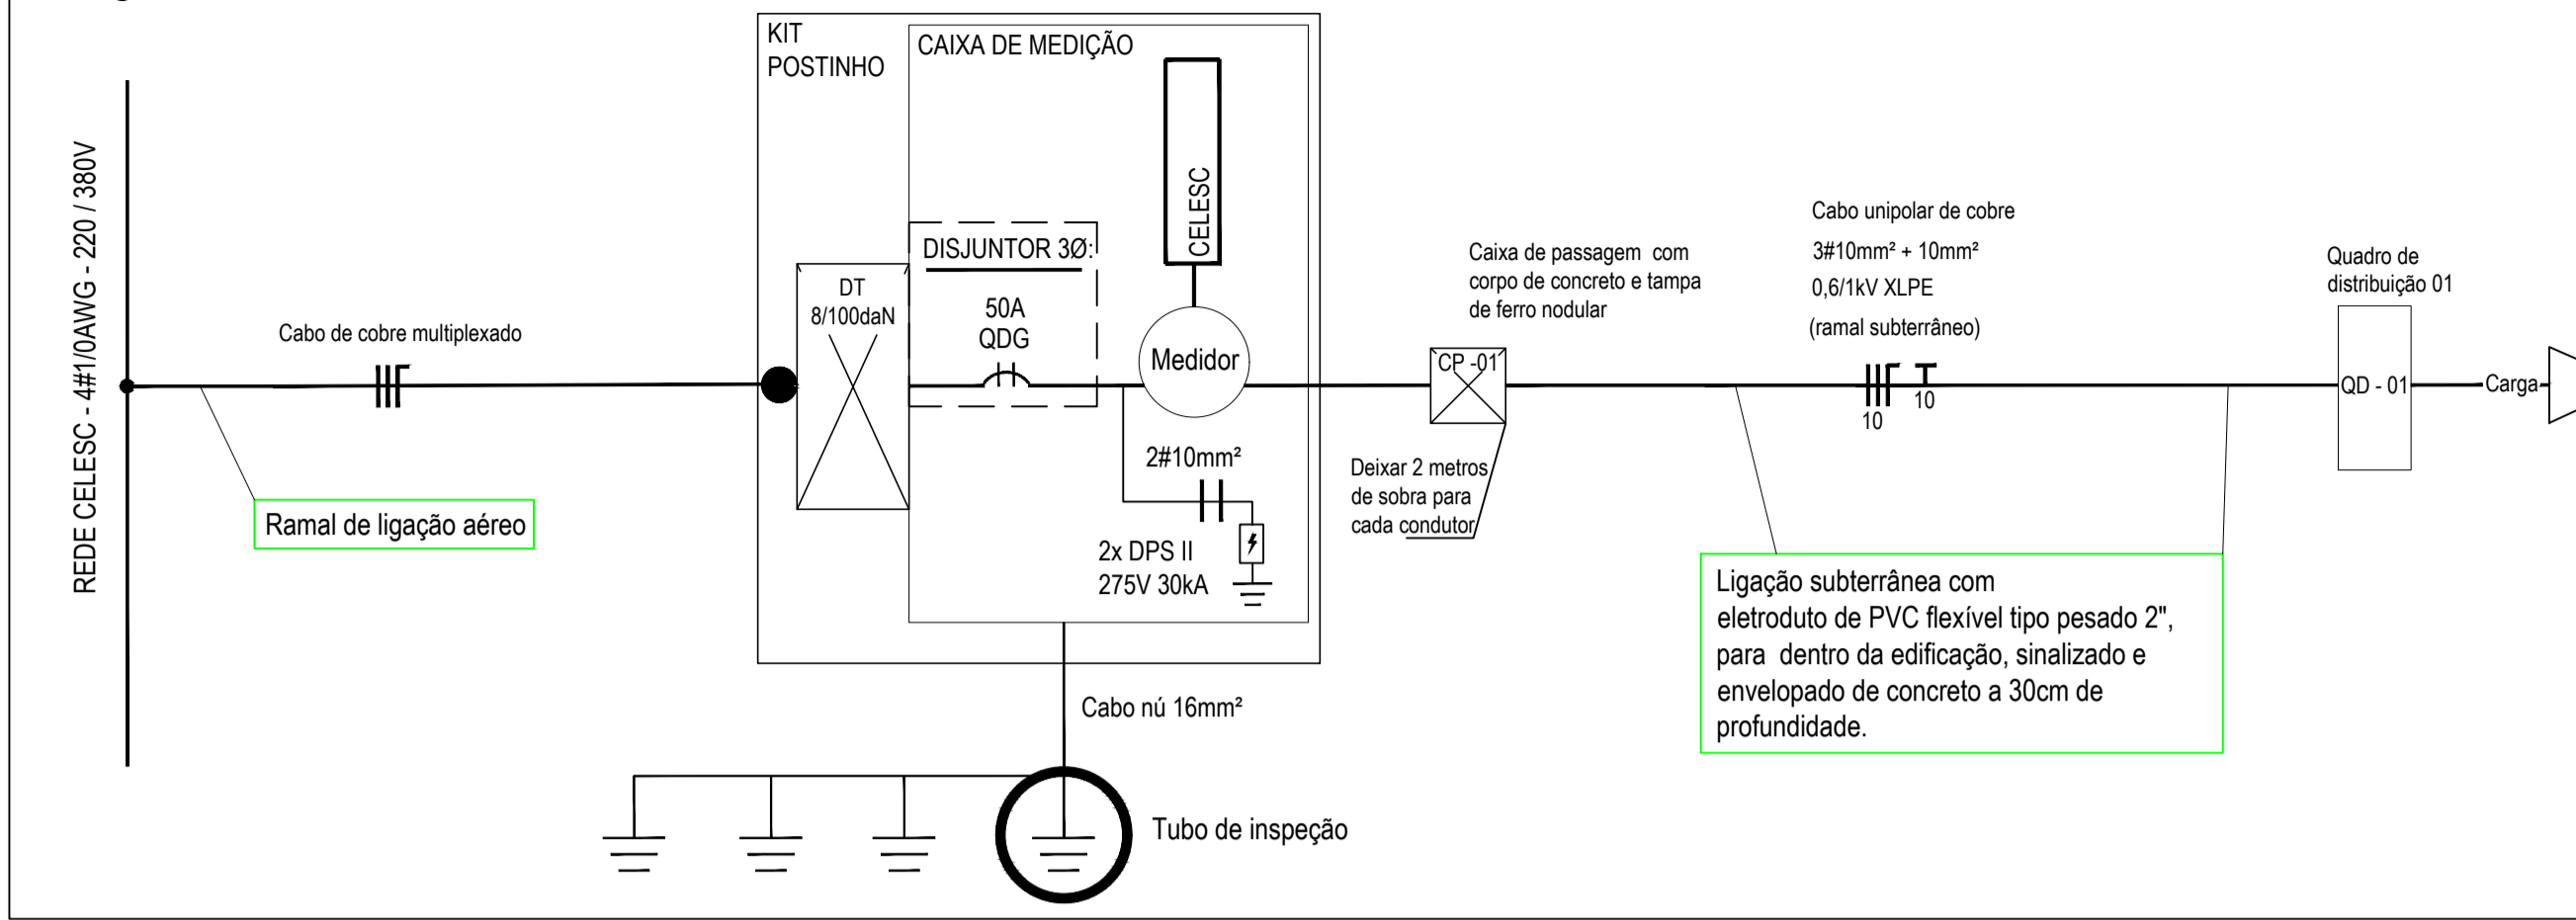 REDE CELESC - 4#1/0AWG - 220 / 380V
Cabo de cobre multiplexado
Ramal de ligação aéreo
KIT
POSTINHO
CAIXA DE MEDIÇÃO
CELESC
DISJUNTOR 3Ø:
50A
QDG
DT
8/100daN
Medidor
2#10mm²
2x DPS II
275V 30kA
Cabo nú 16mm²
Tubo de inspeção
Caixa de passagem com
corpo de concreto e tampa
de ferro nodular
CP -01
Deixar 2 metros
de sobra para
cada condutor
Cabo unipolar de cobre
3#10mm² + 10mm²
0,6/1kV XLPE
(ramal subterrâneo)
10
10
Ligação subterrânea com
eletroduto de PVC flexível tipo pesado 2",
para dentro da edificação, sinalizado e
envelopado de concreto a 30cm de
profundidade.
Quadro de
distribuição 01
QD - 01
Carga